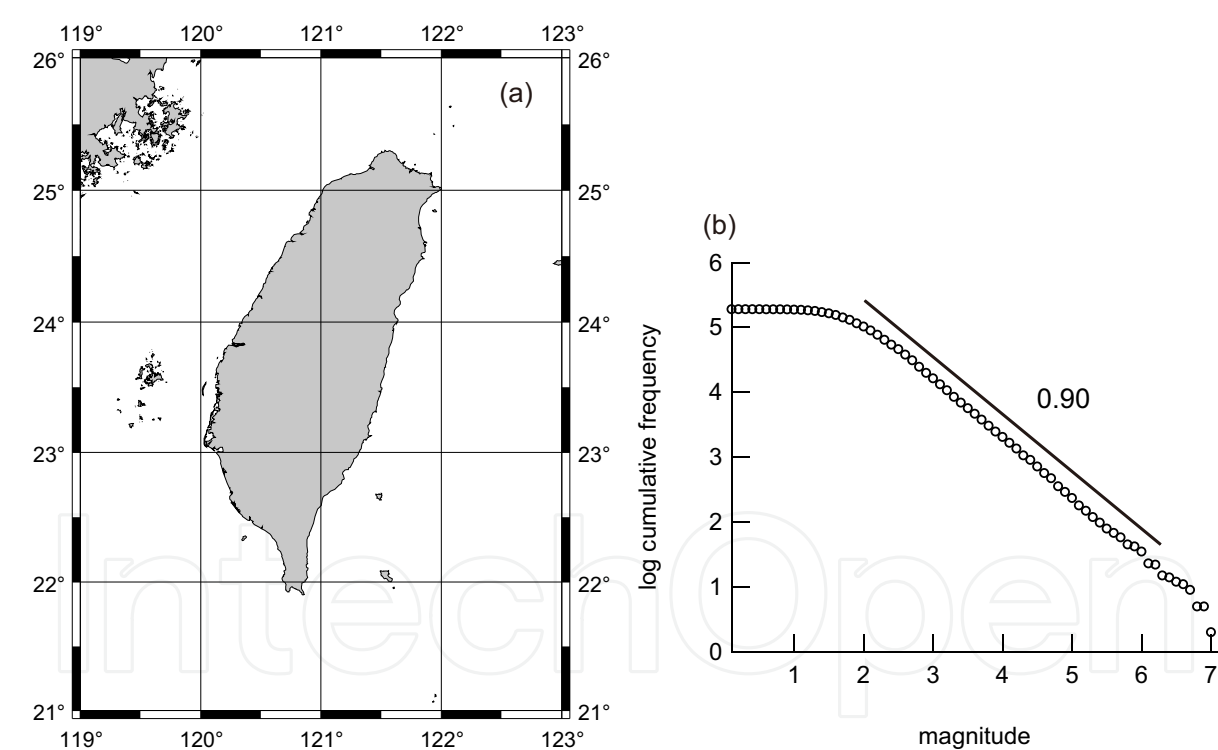 119° 120° 121° 122° 123°
26° 26°
(a)
25° 25°
24° 24°
23° 23°
22° 22°
21° 21°
119° 120° 121° 122° 123°
(b)
6
5
4
3
2
1
0
log cumulative frequency
0.90
1 2 3 4 5 6 7
magnitude
IntechOpen